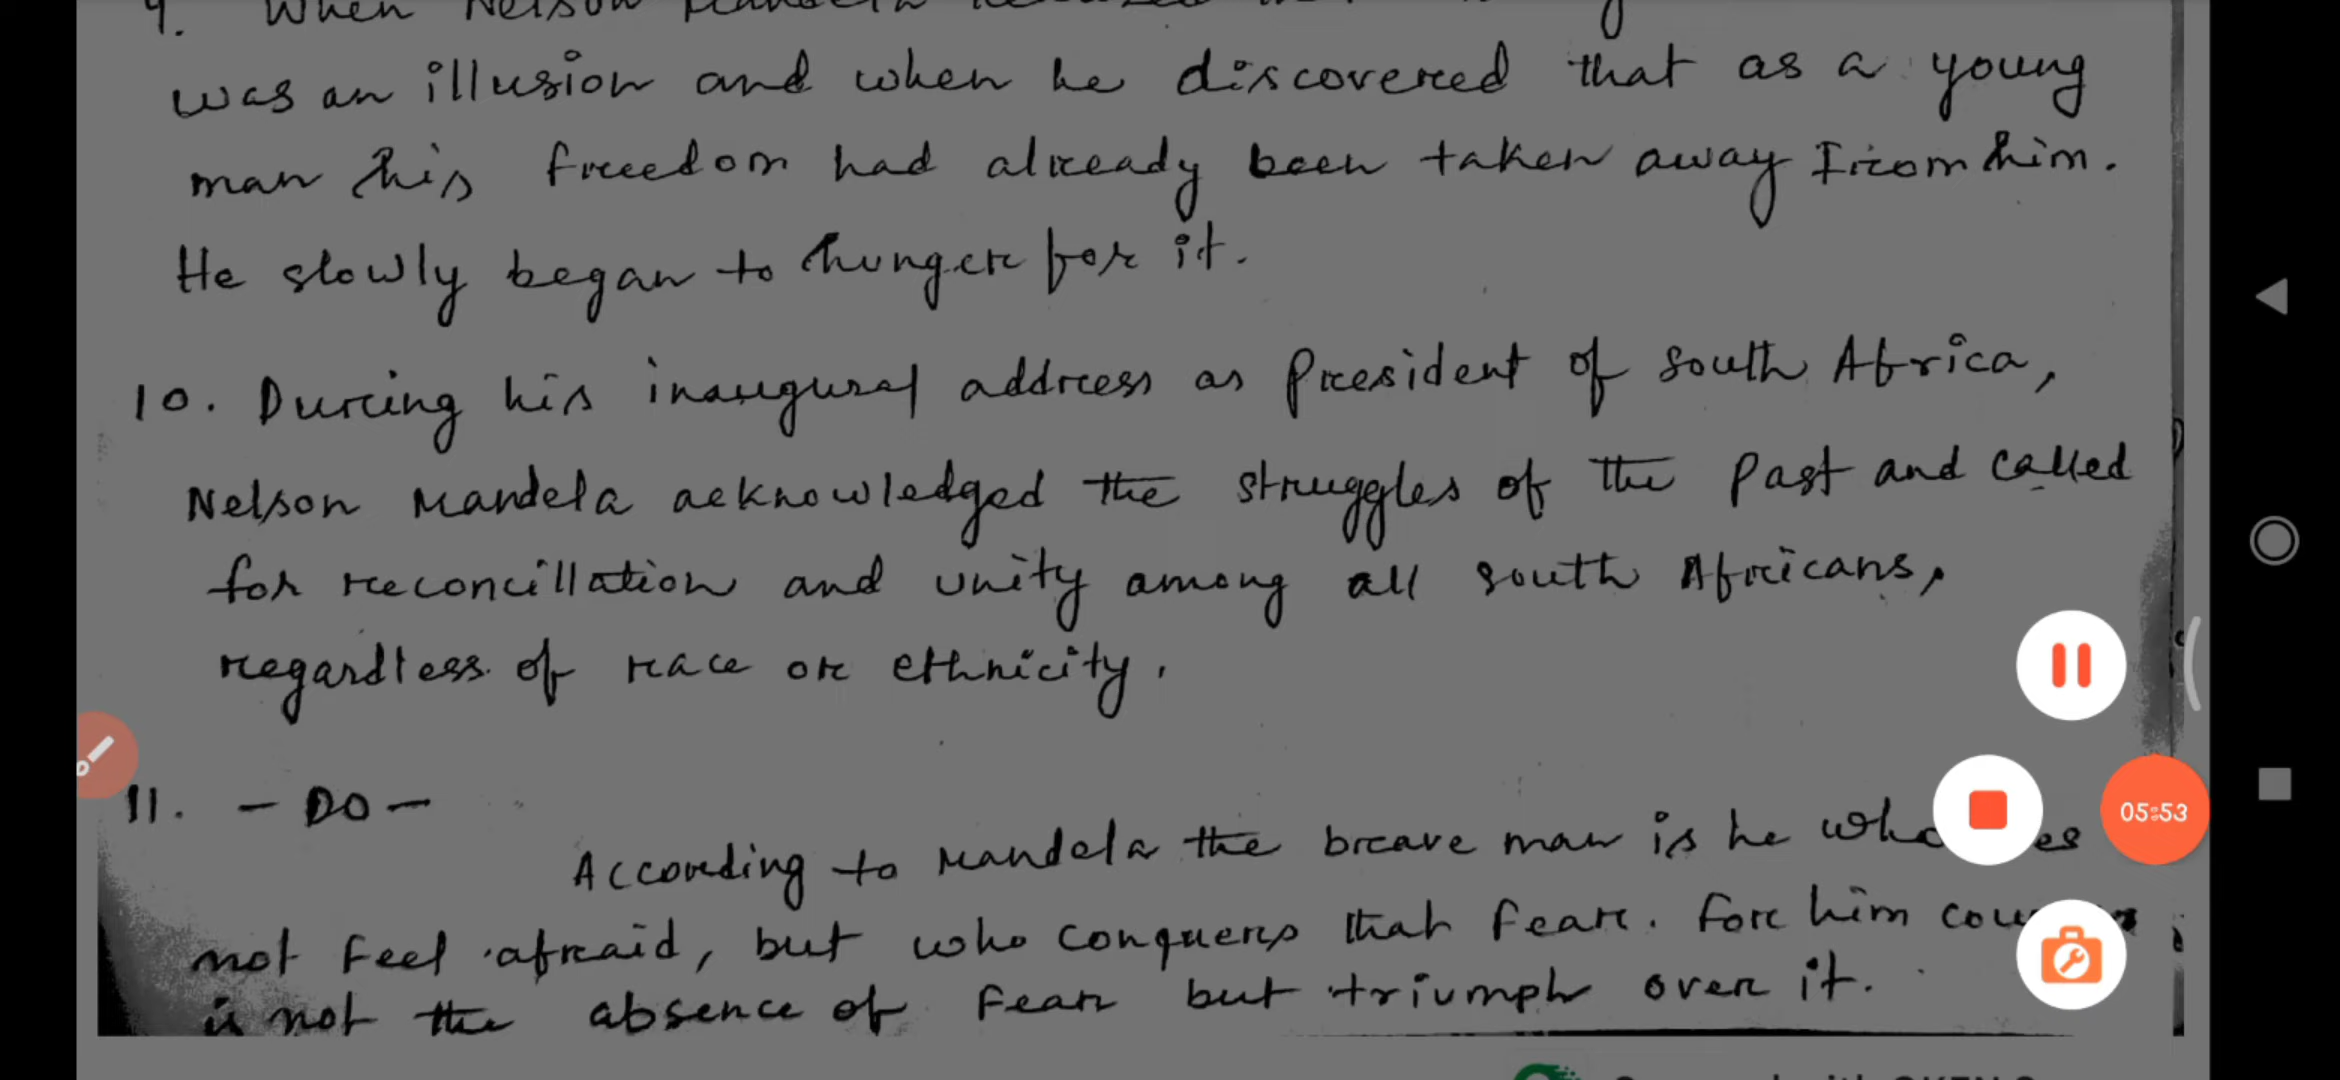 9. When Nelson Mandela
was an illusion and when he discovered that as a young
man his freedom had already been taken away from him.
He slowly began to hunger for it.
10. During his inaugural address as President of South Africa,
Nelson Mandela acknowledged the struggles of the Past and called
for reconcillation and unity among all south Africans,
regardless of race or ethnicity.
11. - DO -
According to Mandela the brave man is he who
not feel afraid, but who conquers that fear. For him
is not the absence of fear but triumph over it.
05:53